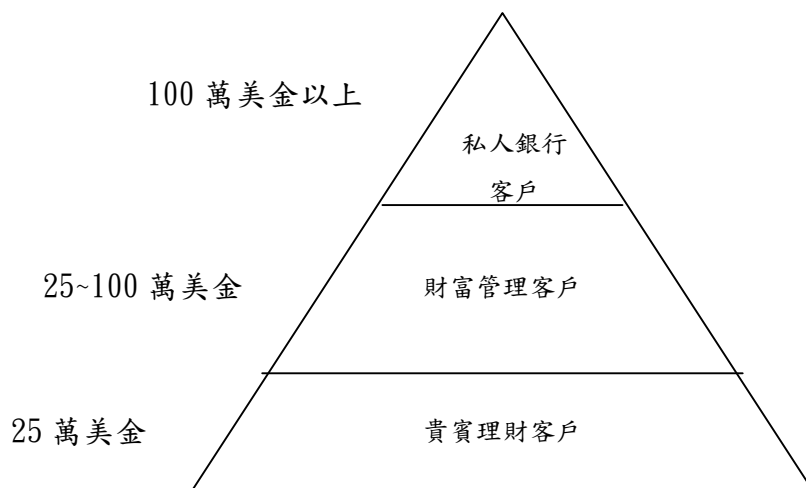 100 萬美金以上
私人銀行
客戶
25~100 萬美金
財富管理客戶
25 萬美金
貴賓理財客戶